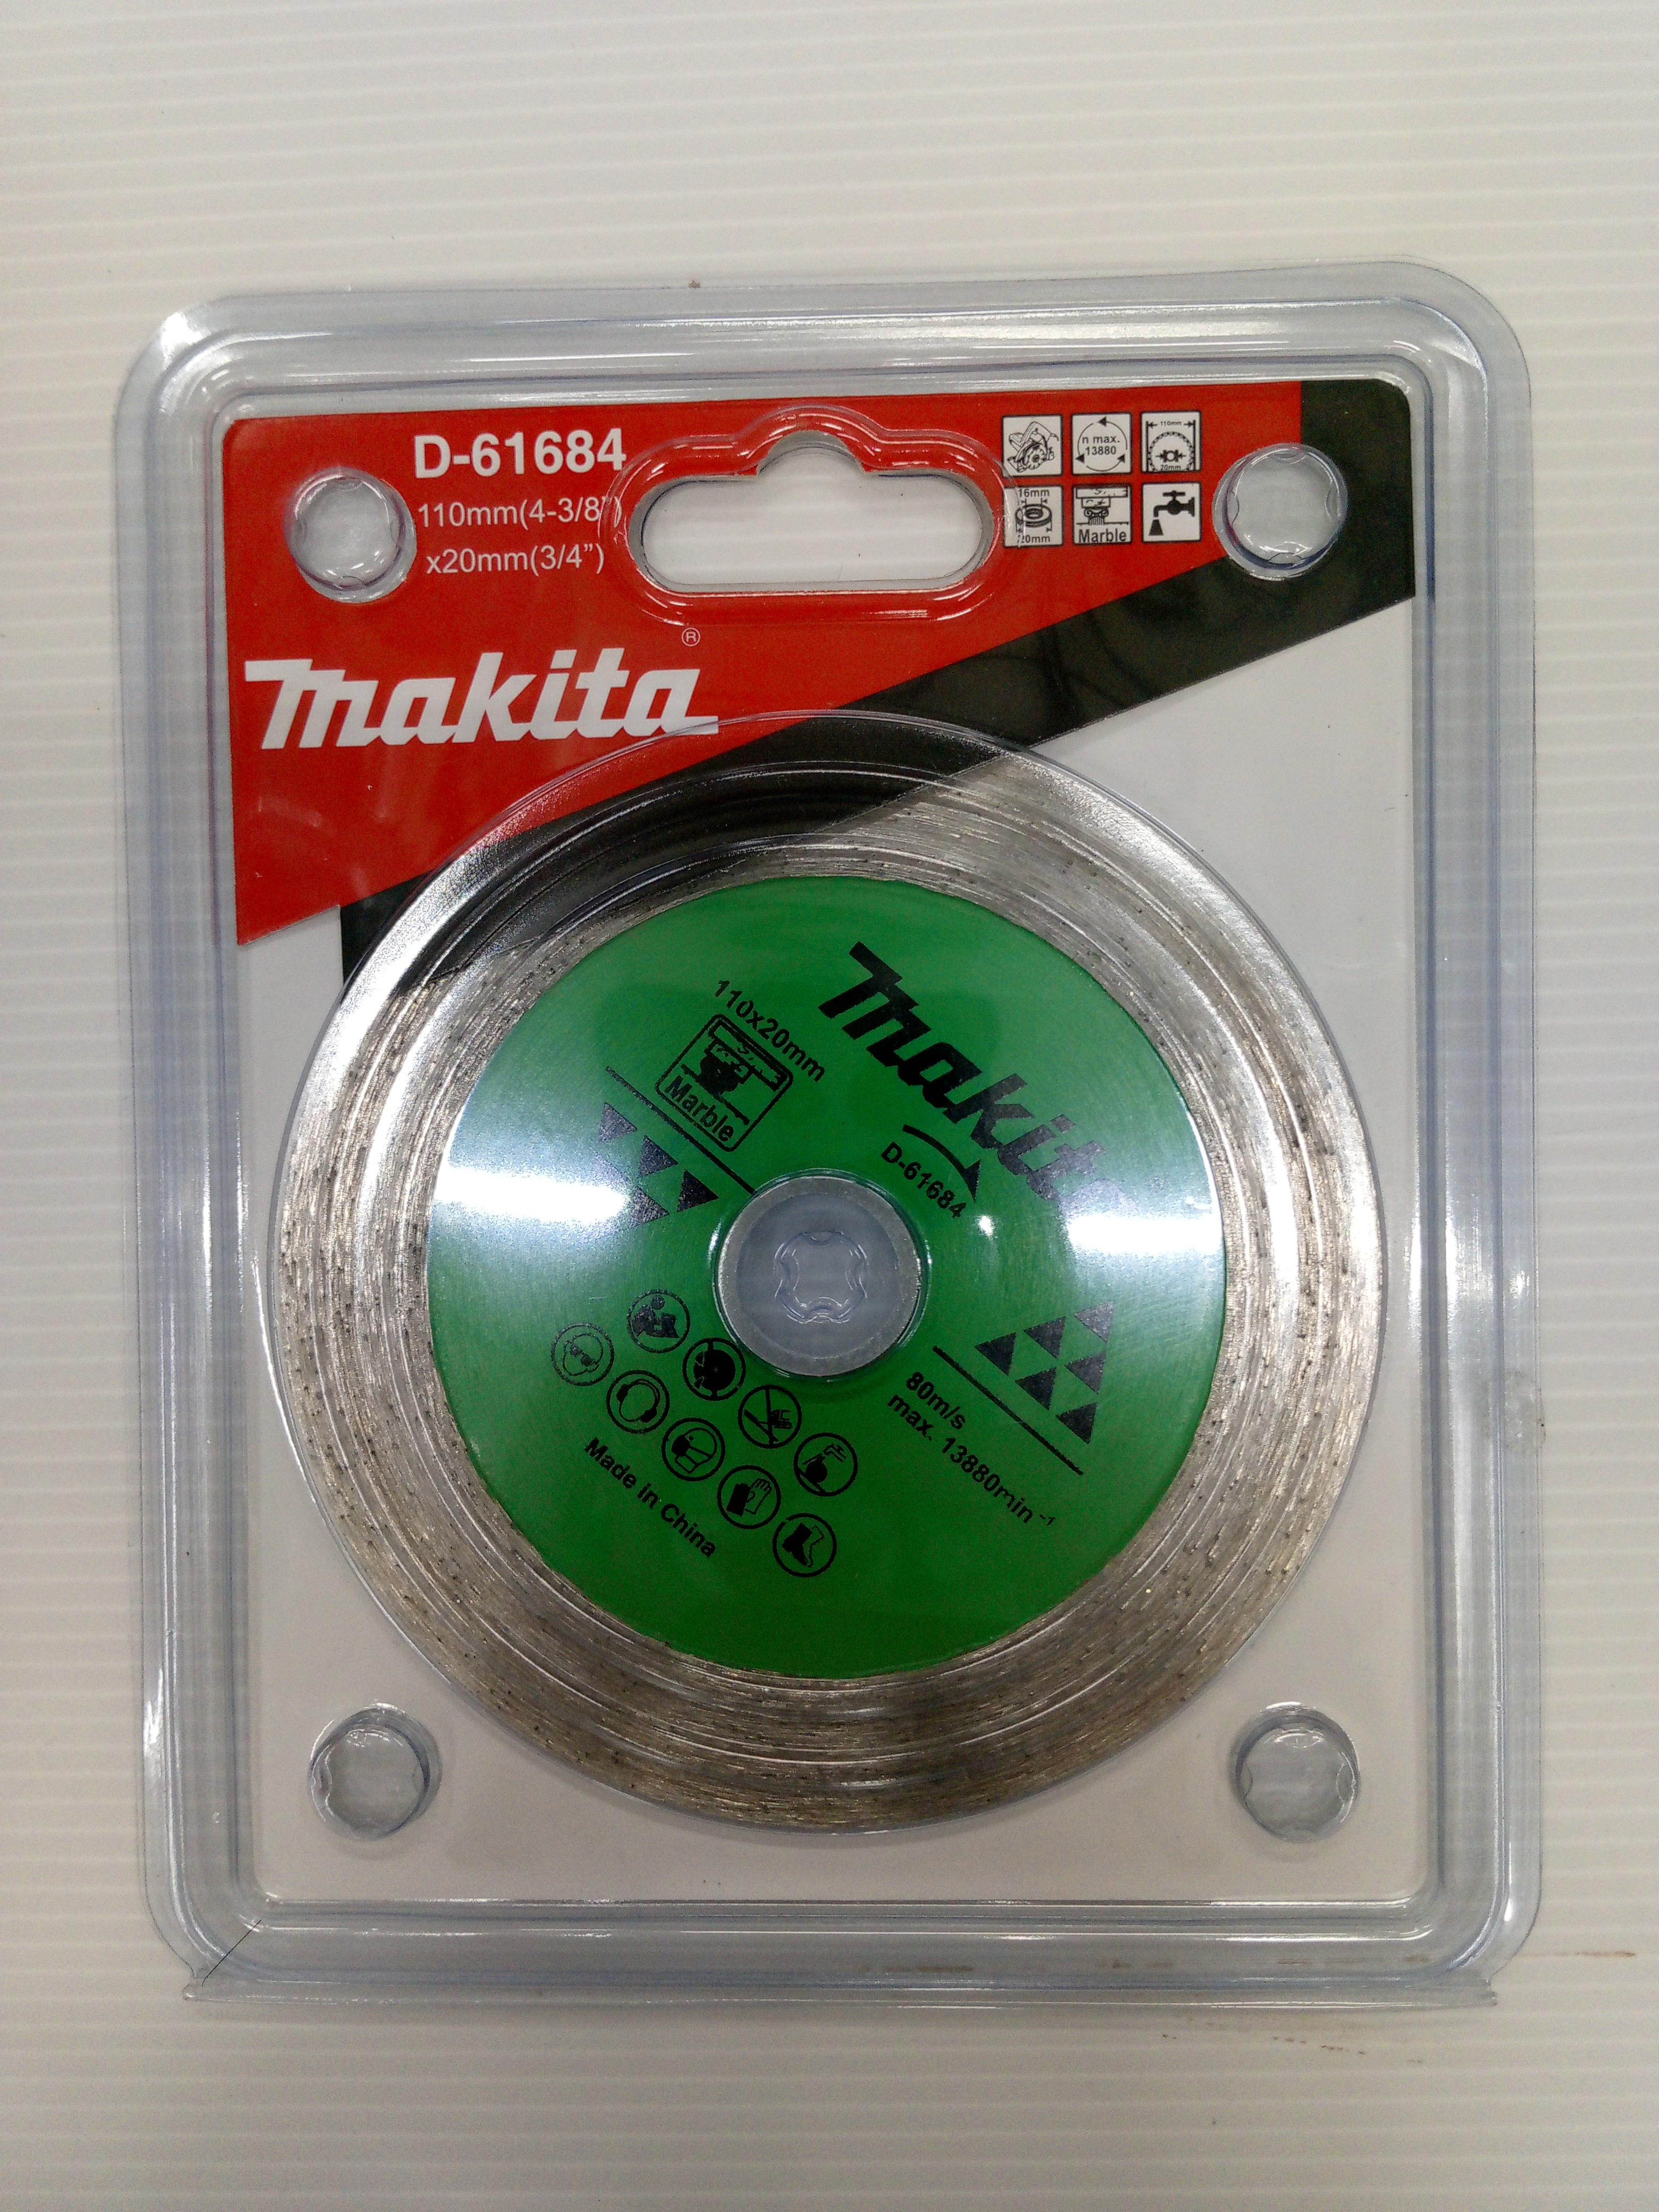 D-61684
110mm(4-3/8")
x20mm(3/4")
makita®
n max.
13880
110mm
20mm
16mm
20mm
Marble
makita
110x20mm
Marble
D-61684
80m/s
max. 13880min⁻¹
Made in China